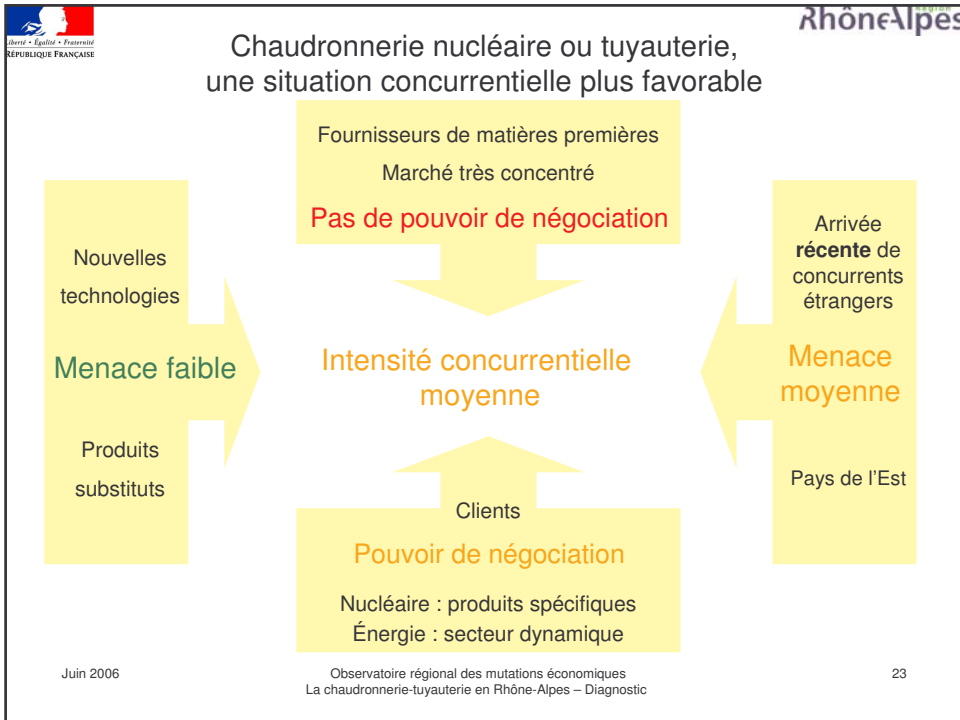 Liberté • Égalité • Fraternité
RÉPUBLIQUE FRANÇAISE
Région
RhôneAlpes
Chaudronnerie nucléaire ou tuyauterie,
une situation concurrentielle plus favorable
Fournisseurs de matières premières
Marché très concentré
Pas de pouvoir de négociation
Nouvelles
technologies
Menace faible
Produits
substituts
Intensité concurrentielle
moyenne
Arrivée
récente de
concurrents
étrangers
Menace
moyenne
Pays de l'Est
Clients
Pouvoir de négociation
Nucléaire : produits spécifiques
Énergie : secteur dynamique
Juin 2006
Observatoire régional des mutations économiques
La chaudronnerie-tuyauterie en Rhône-Alpes – Diagnostic
23